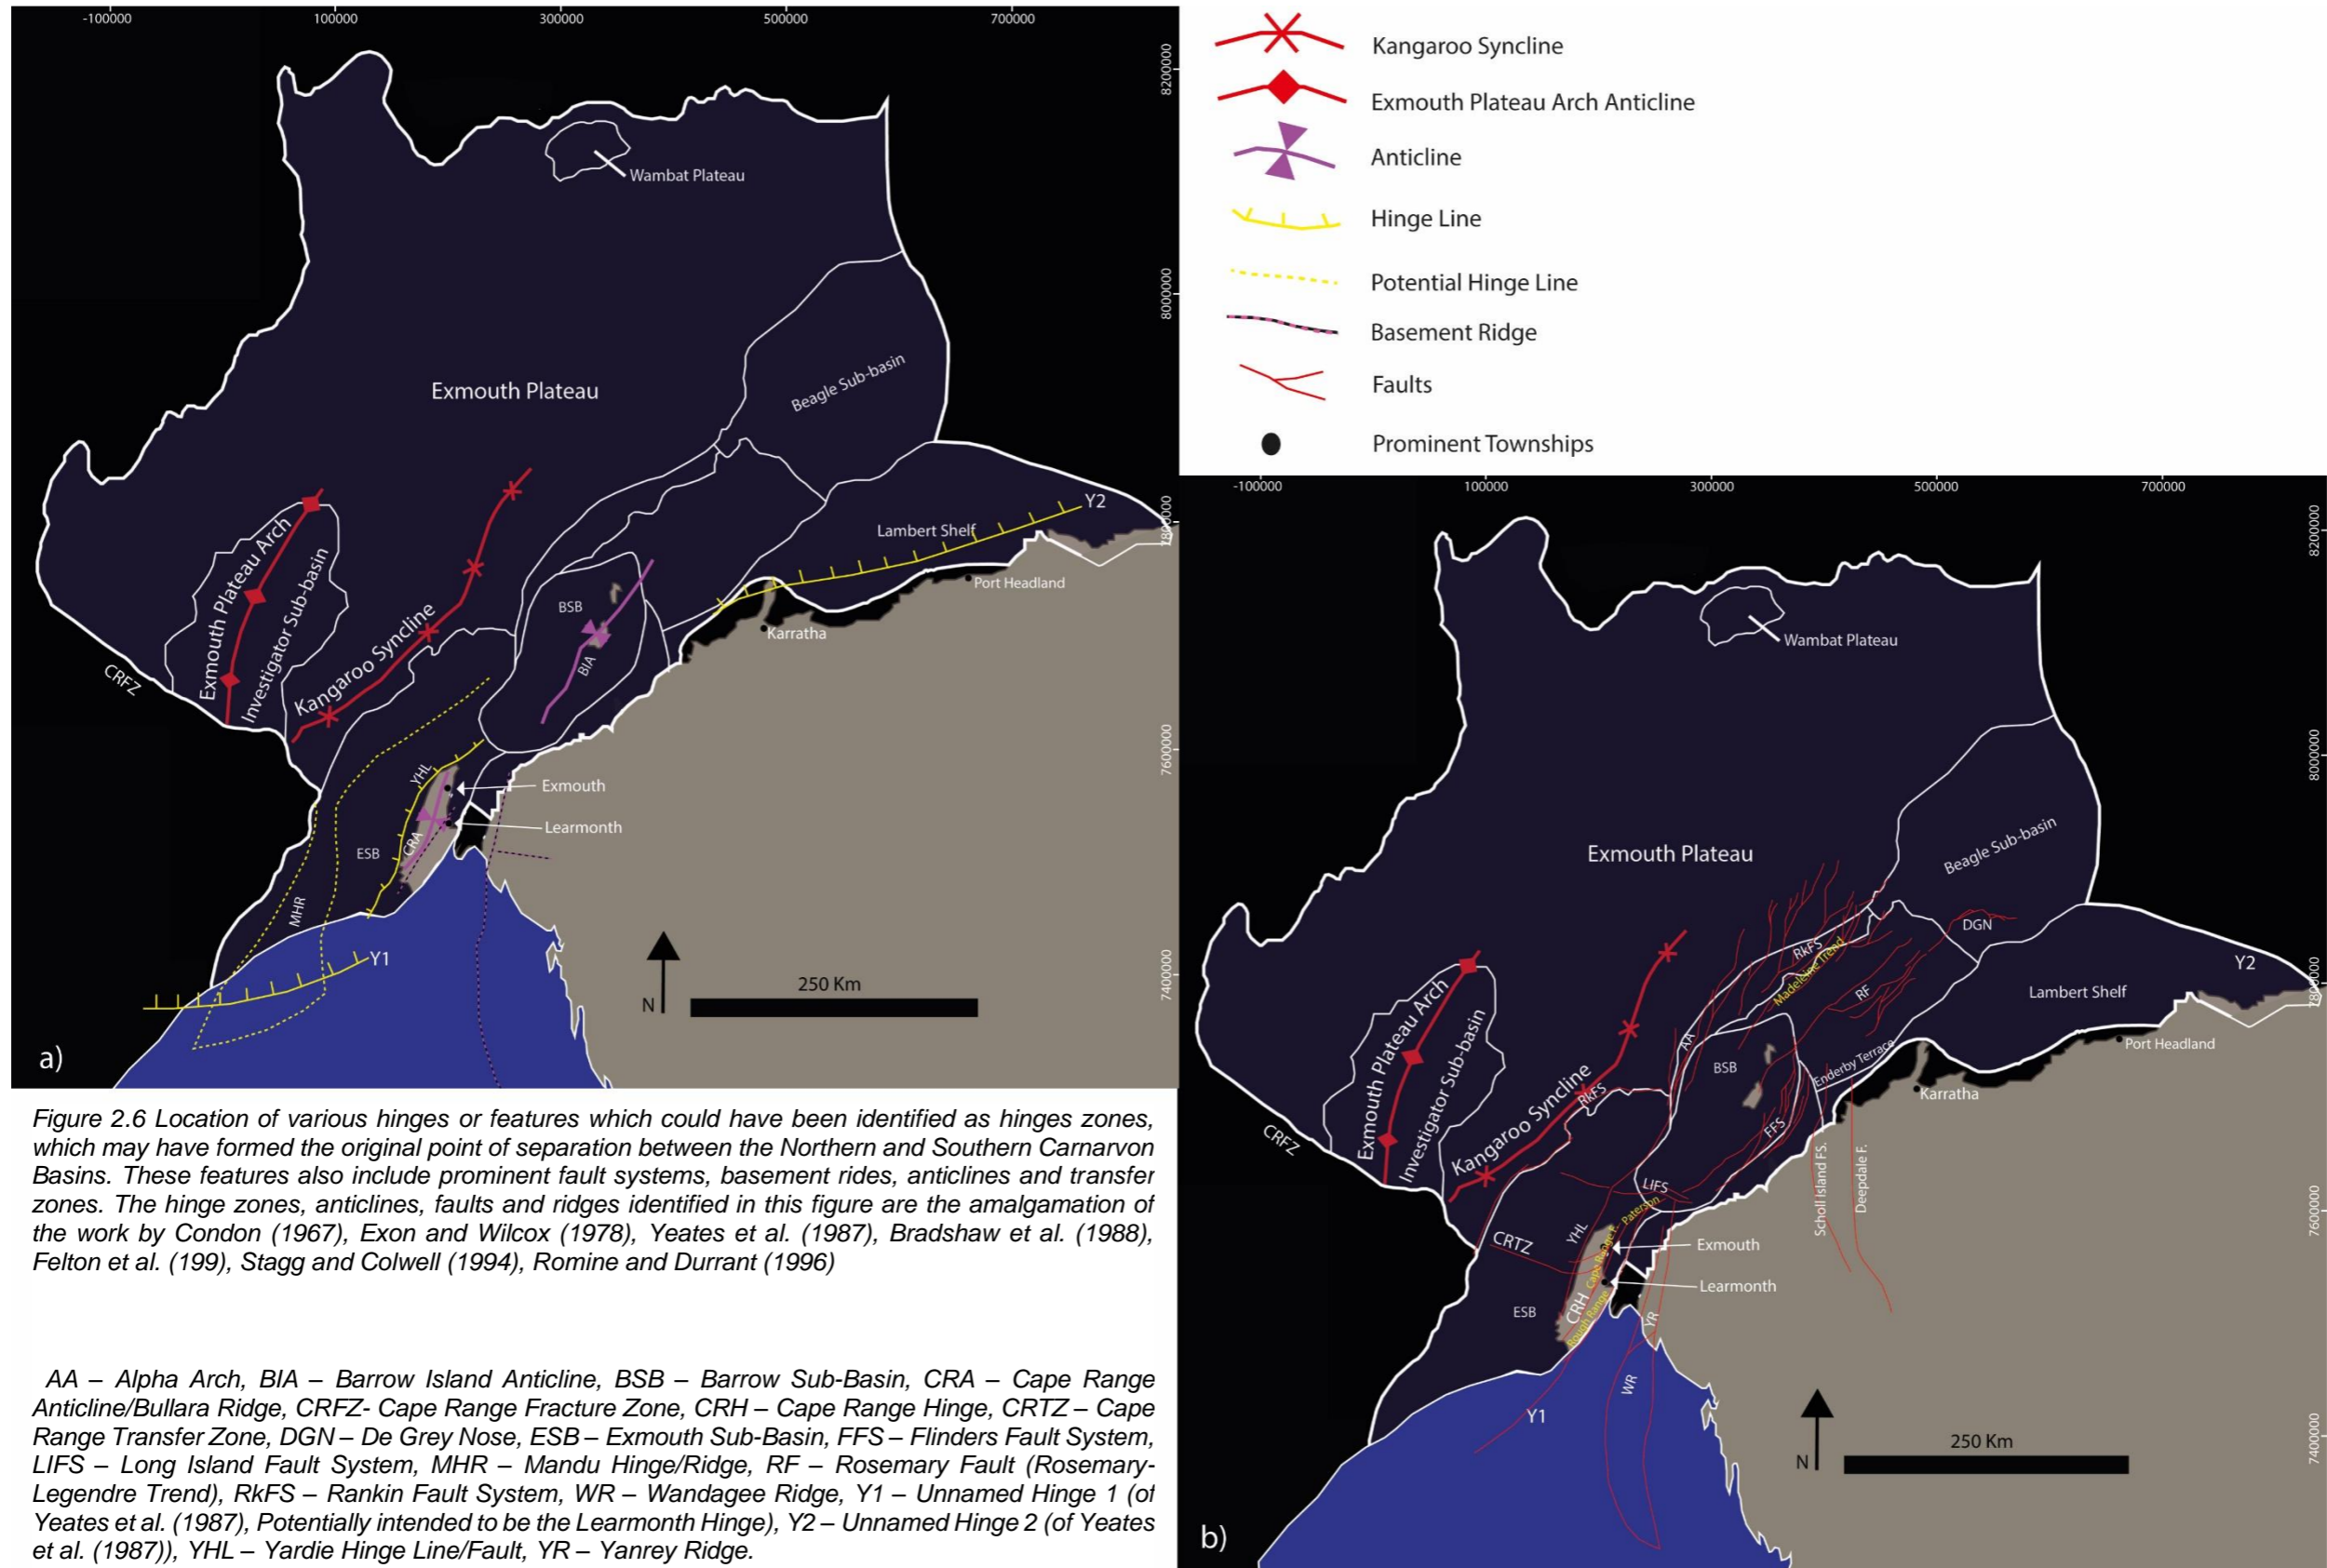 -100000
100000
300000
500000
700000
8200000
8000000
7800000
7600000
7400000
Wambat Plateau
Exmouth Plateau
Beagle Sub-basin
Y2
Lambert Shelf
Port Headland
Karratha
Exmouth Plateau Arch
Investigator Sub-basin
Kangaroo Syncline
CRFZ
BSB
BIA
YHL
Exmouth
Learmonth
CRA
ESB
MHR
Y1
N
250 Km
a)
Kangaroo Syncline
Exmouth Plateau Arch Anticline
Anticline
Hinge Line
Potential Hinge Line
Basement Ridge
Faults
Prominent Townships
-100000
100000
300000
500000
700000
8200000
8000000
7800000
7600000
7400000
Wambat Plateau
Exmouth Plateau
Beagle Sub-basin
DGN
Y2
RkFS
Madeleine Trend
RF
Lambert Shelf
Port Headland
Karratha
Enderby Terrace
AA
BSB
FFS
Exmouth Plateau Arch
Investigator Sub-basin
Kangaroo Syncline
RkFS
CRFZ
Scholl Island FS.
Deepdale F.
LIFS
Paterson
YHL
CRTZ
Cape Range F.
Exmouth
Learmonth
CRH
Rough Range
ESB
YR
WR
Y1
N
250 Km
b)
Figure 2.6 Location of various hinges or features which could have been identified as hinges zones,
which may have formed the original point of separation between the Northern and Southern Carnarvon
Basins. These features also include prominent fault systems, basement rides, anticlines and transfer
zones. The hinge zones, anticlines, faults and ridges identified in this figure are the amalgamation of
the work by Condon (1967), Exon and Wilcox (1978), Yeates et al. (1987), Bradshaw et al. (1988),
Felton et al. (199), Stagg and Colwell (1994), Romine and Durrant (1996)
AA – Alpha Arch, BIA – Barrow Island Anticline, BSB – Barrow Sub-Basin, CRA – Cape Range
Anticline/Bullara Ridge, CRFZ- Cape Range Fracture Zone, CRH – Cape Range Hinge, CRTZ – Cape
Range Transfer Zone, DGN – De Grey Nose, ESB – Exmouth Sub-Basin, FFS – Flinders Fault System,
LIFS – Long Island Fault System, MHR – Mandu Hinge/Ridge, RF – Rosemary Fault (Rosemary-
Legendre Trend), RkFS – Rankin Fault System, WR – Wandagee Ridge, Y1 – Unnamed Hinge 1 (of
Yeates et al. (1987), Potentially intended to be the Learmonth Hinge), Y2 – Unnamed Hinge 2 (of Yeates
et al. (1987)), YHL – Yardie Hinge Line/Fault, YR – Yanrey Ridge.